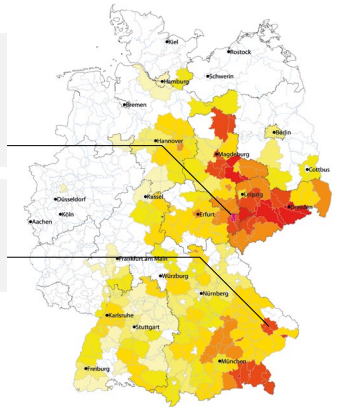 Kiel
Rostock
Schwerin
Hamburg
Bremen
Berlin
Hannover
Magdeburg
Cottbus
Düsseldorf
Kassel
Leipzig
Köln
Erfurt
Dresden
Aachen
Frankfurt am Main
Würzburg
Nürnberg
Karlsruhe
Stuttgart
München
Freiburg